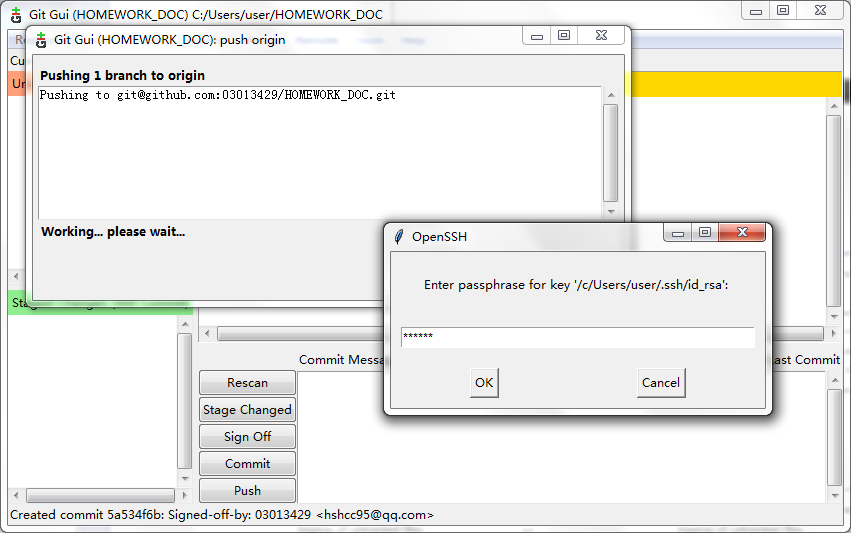 Git Gui (HOMEWORK_DOC) C:/Users/user/HOMEWORK_DOC
Git Gui (HOMEWORK_DOC): push origin
Pushing 1 branch to origin
Pushing to git@github.com:03013429/HOMEWORK_DOC.git
Working... please wait...
OpenSSH
Enter passphrase for key '/c/Users/user/.ssh/id_rsa':
******
OK
Cancel
Commit Messa
Last Commit
Rescan
Stage Changed
Sign Off
Commit
Push
Created commit 5a534f6b: Signed-off-by: 03013429 <hshcc95@qq.com>